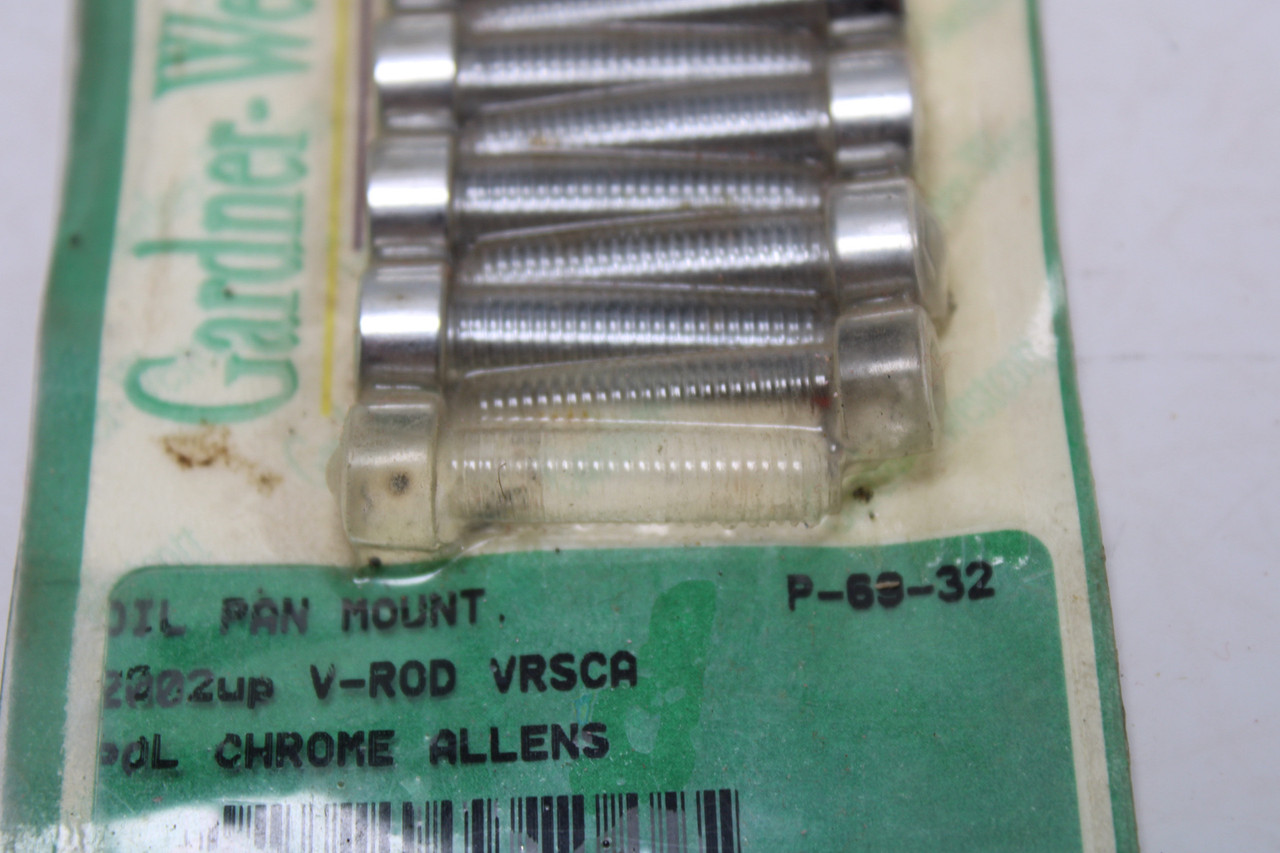 Gardner-We
OIL PAN MOUNT. P-69-32
2002up V-ROD VRSCA
POL CHROME ALLENS